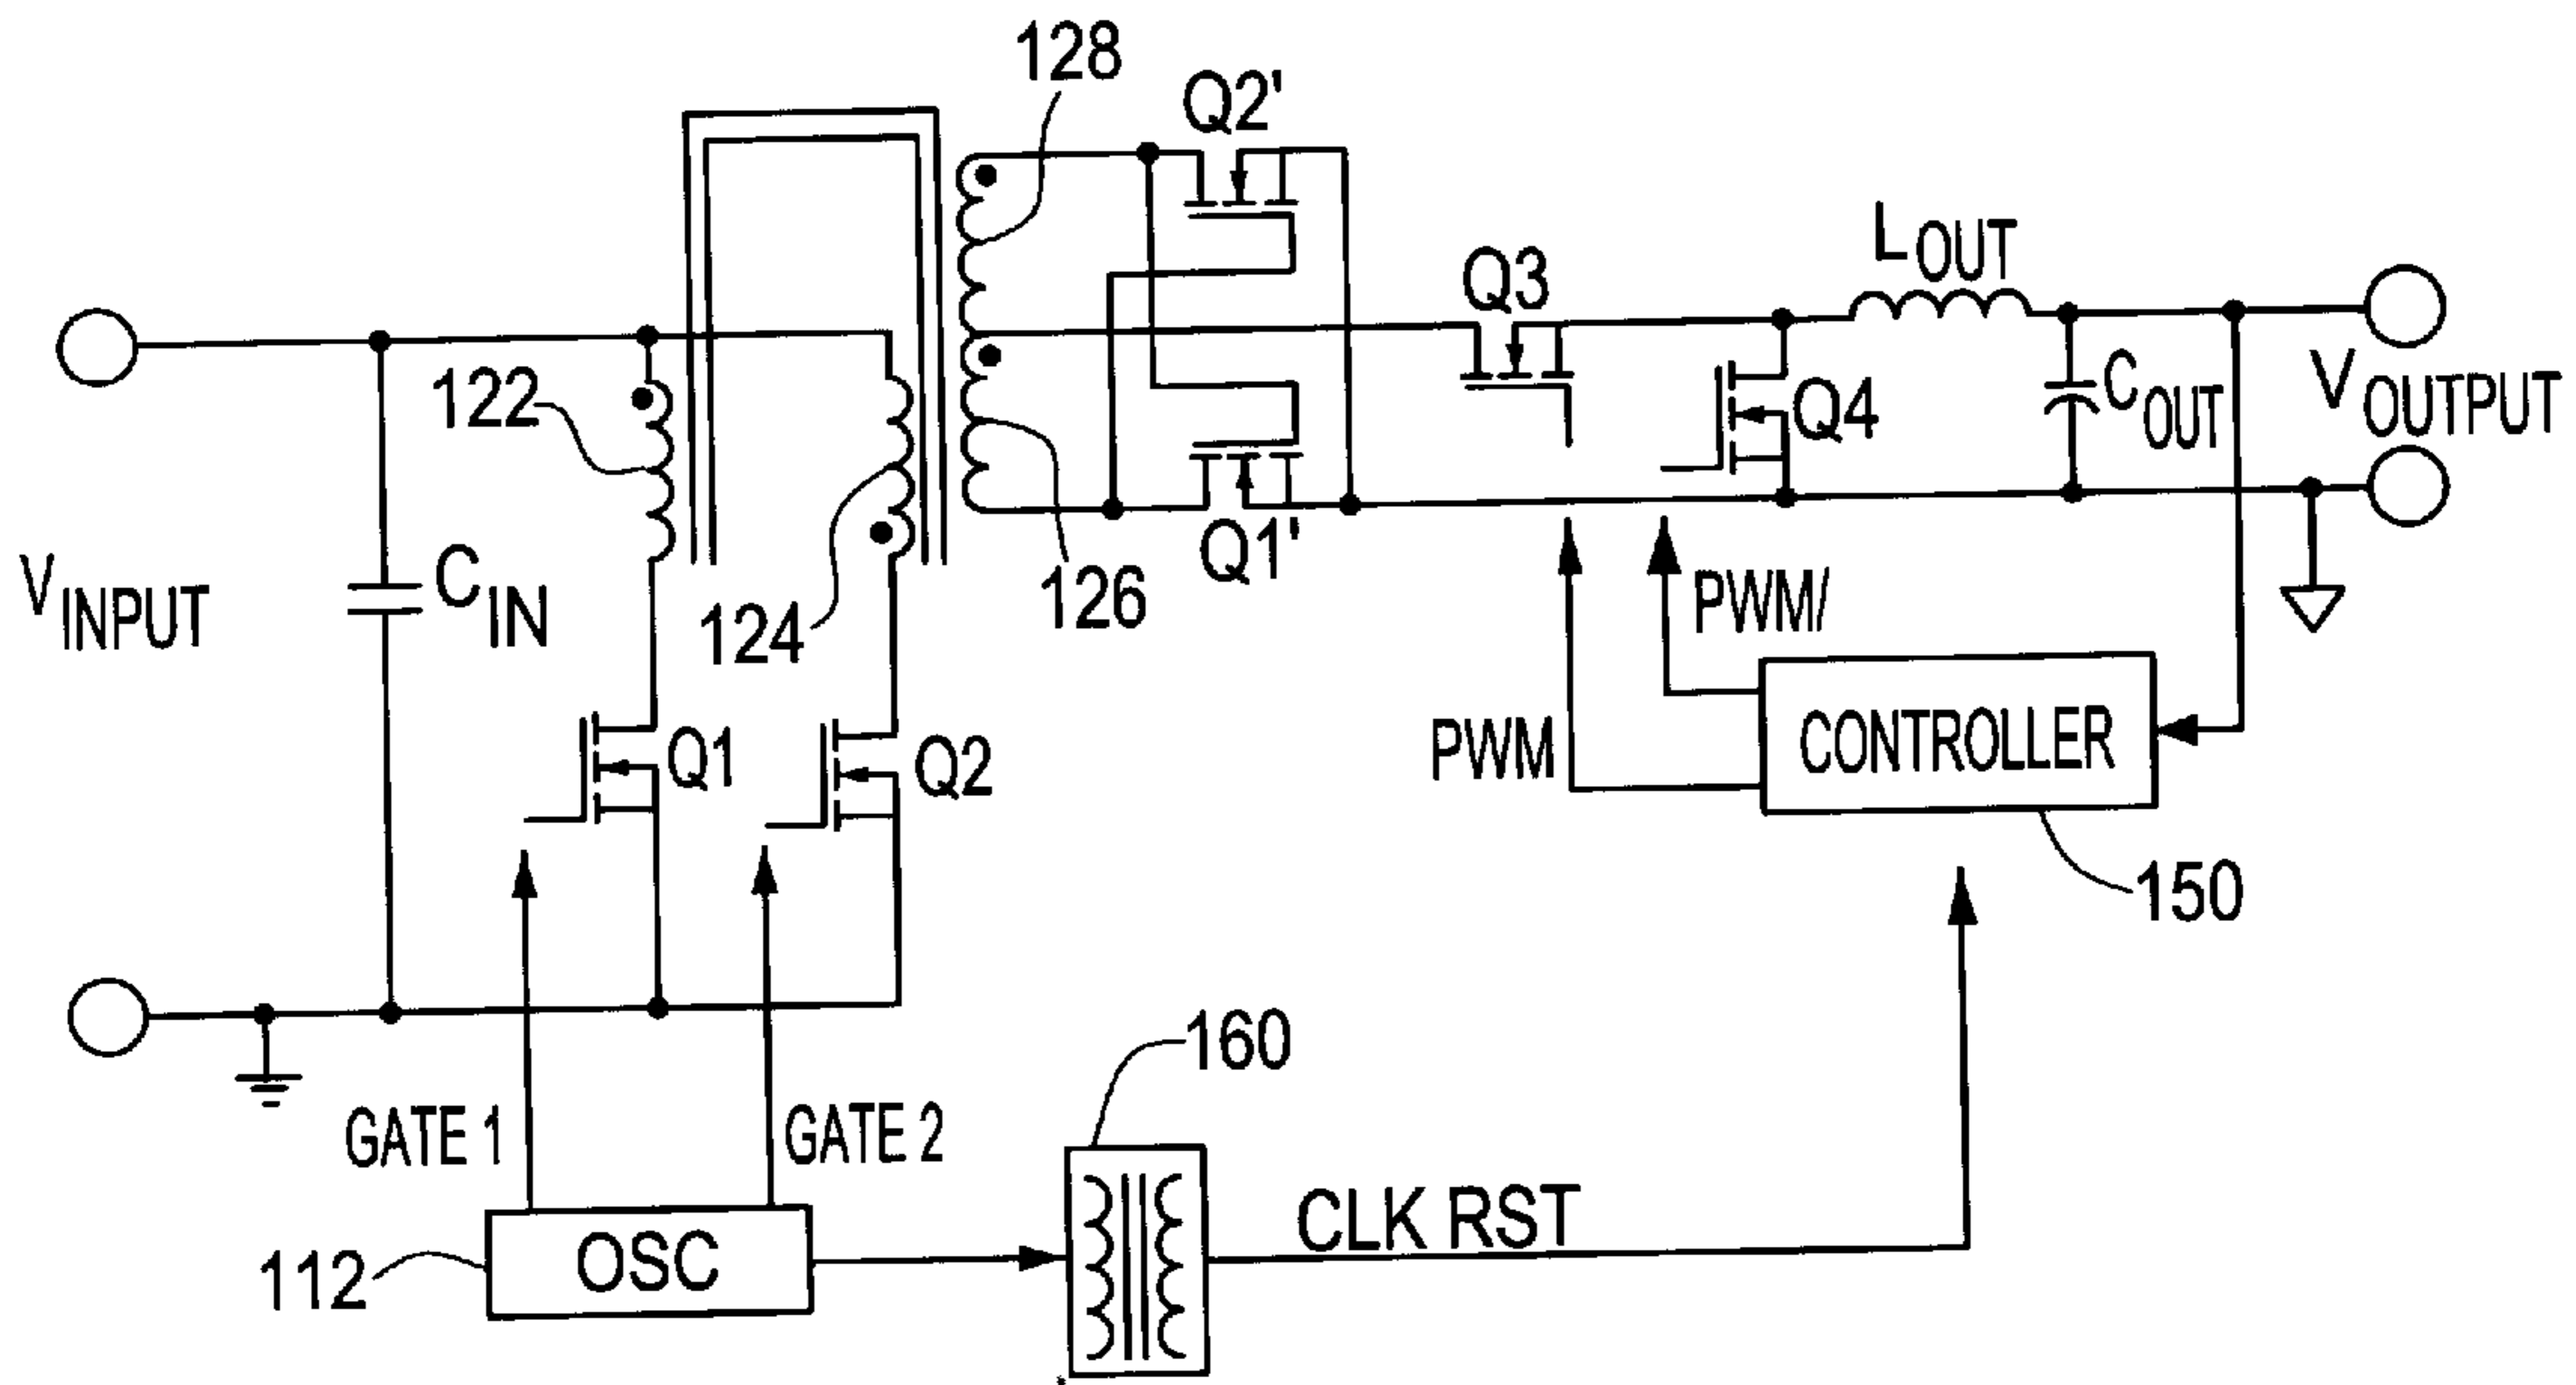 128
Q2'
Q3
LOUT
122
Q4
COUT
VOUTPUT
VINPUT
CIN
124
126
Q1'
PWM/
Q1
Q2
PWM
CONTROLLER
150
160
GATE 1
GATE 2
112
OSC
CLK RST